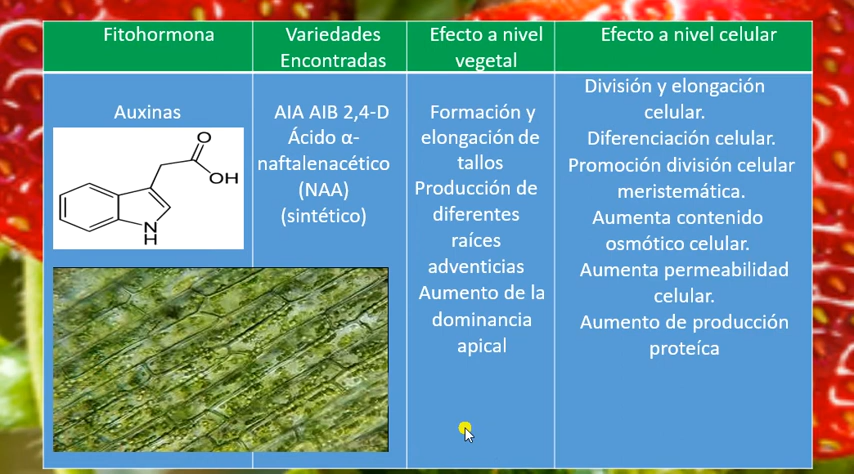 Fitohormona
Variedades
Encontradas
Efecto a nivel
vegetal
Efecto a nivel celular
Auxinas
O
OH
N
H
AIA AIB 2,4-D
Ácido α-
naftalenacético
(NAA)
(sintético)
Formación y
elongación de
tallos
Producción de
diferentes
raíces
adventicias
Aumento de la
dominancia
apical
División y elongación
celular.
Diferenciación celular.
Promoción división celular
meristemática.
Aumenta contenido
osmótico celular.
Aumenta permeabilidad
celular.
Aumento de producción
proteíca